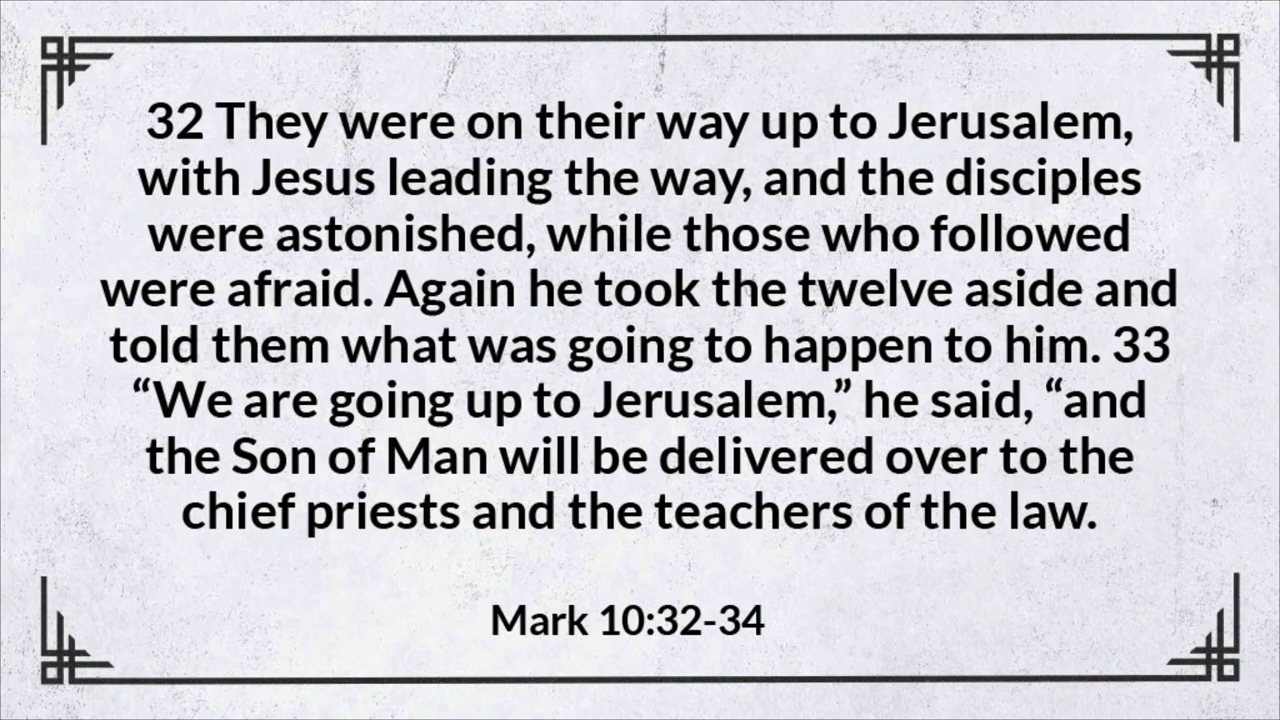 32 They were on their way up to Jerusalem,
with Jesus leading the way, and the disciples
were astonished, while those who followed
were afraid. Again he took the twelve aside and
told them what was going to happen to him. 33
“We are going up to Jerusalem,” he said, “and
the Son of Man will be delivered over to the
chief priests and the teachers of the law.
Mark 10:32-34